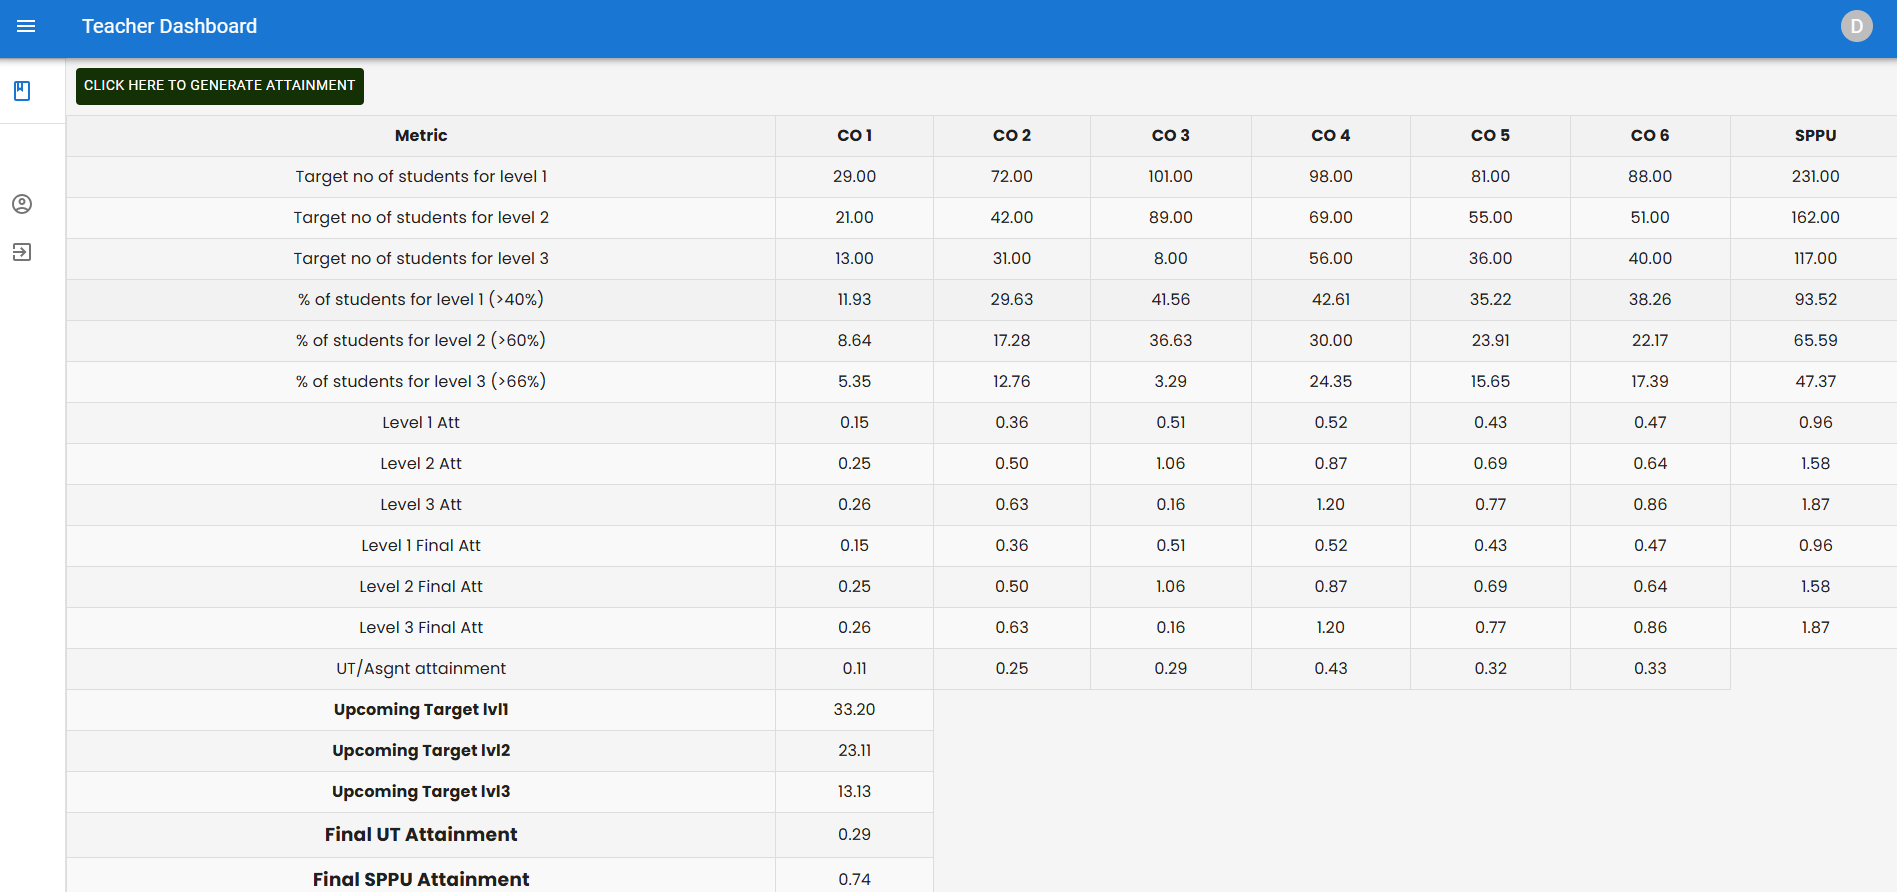 Teacher Dashboard
D
CLICK HERE TO GENERATE ATTAINMENT
Metric CO 1 CO 2 CO 3 CO 4 CO 5 CO 6 SPPU
Target no of students for level 1 29.00 72.00 101.00 98.00 81.00 88.00 231.00
Target no of students for level 2 21.00 42.00 89.00 69.00 55.00 51.00 162.00
Target no of students for level 3 13.00 31.00 8.00 56.00 36.00 40.00 117.00
% of students for level 1 (>40%) 11.93 29.63 41.56 42.61 35.22 38.26 93.52
% of students for level 2 (>60%) 8.64 17.28 36.63 30.00 23.91 22.17 65.59
% of students for level 3 (>66%) 5.35 12.76 3.29 24.35 15.65 17.39 47.37
Level 1 Att 0.15 0.36 0.51 0.52 0.43 0.47 0.96
Level 2 Att 0.25 0.50 1.06 0.87 0.69 0.64 1.58
Level 3 Att 0.26 0.63 0.16 1.20 0.77 0.86 1.87
Level 1 Final Att 0.15 0.36 0.51 0.52 0.43 0.47 0.96
Level 2 Final Att 0.25 0.50 1.06 0.87 0.69 0.64 1.58
Level 3 Final Att 0.26 0.63 0.16 1.20 0.77 0.86 1.87
UT/Asgnt attainment 0.11 0.25 0.29 0.43 0.32 0.33
Upcoming Target lvl1 33.20
Upcoming Target lvl2 23.11
Upcoming Target lvl3 13.13
Final UT Attainment 0.29
Final SPPU Attainment 0.74